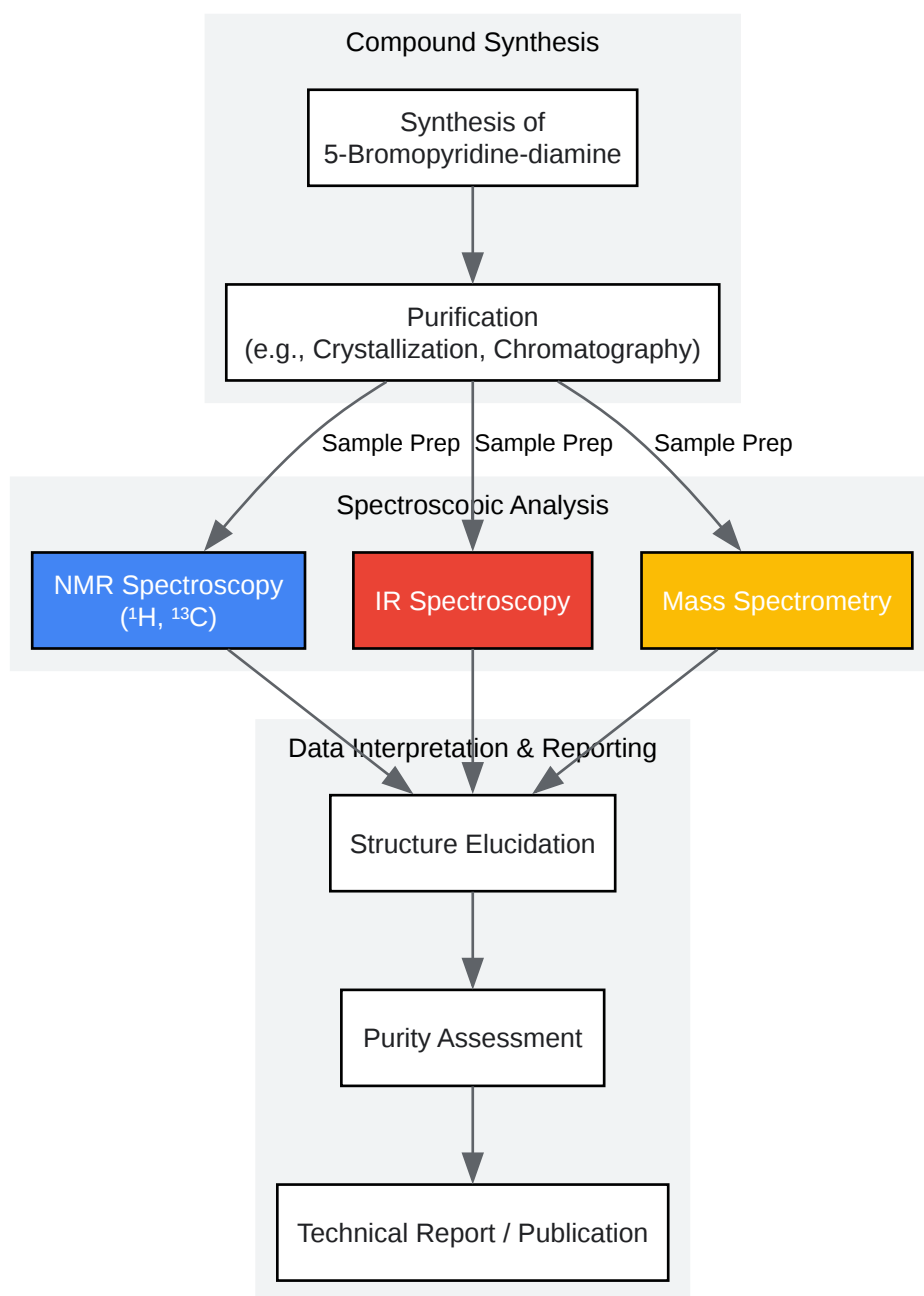 Compound Synthesis
Synthesis of
5-Bromopyridine-diamine
Purification
(e.g., Crystallization, Chromatography)
Sample Prep
Sample Prep
Sample Prep
Spectroscopic Analysis
NMR Spectroscopy
(¹H, ¹³C)
IR Spectroscopy
Mass Spectrometry
Data Interpretation & Reporting
Structure Elucidation
Purity Assessment
Technical Report / Publication